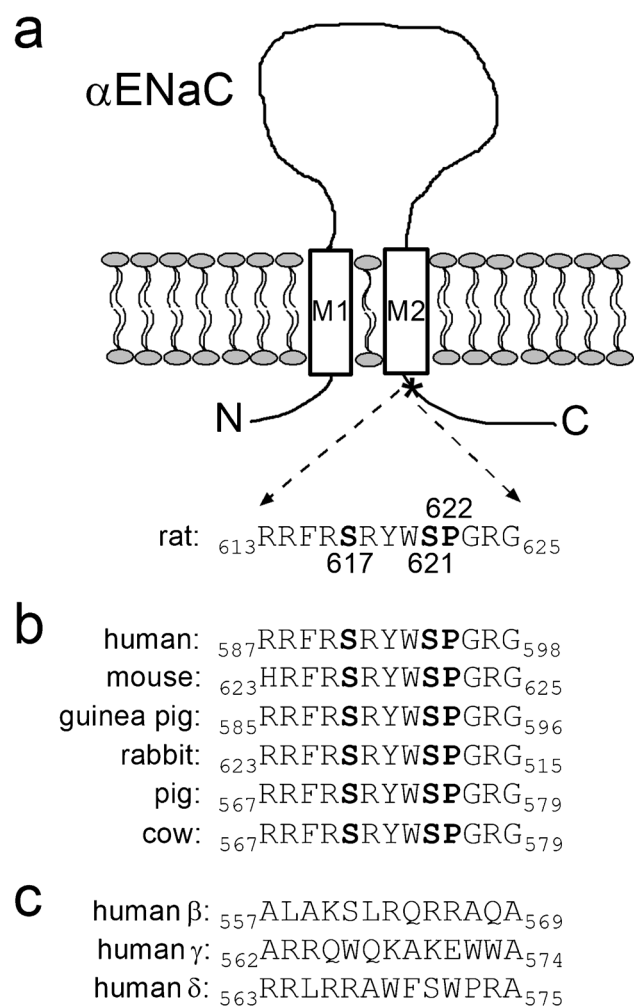 a
αENaC
M1 M2
N
C
622
rat: 613RRFRSRYWSPGRG625
617 621
b
human: 587RRFRSRYWSPGRG598
mouse: 623HRFRSRYWSPGRG625
guinea pig: 585RRFRSRYWSPGRG596
rabbit: 623RRFRSRYWSPGRG515
pig: 567RRFRSRYWSPGRG579
cow: 567RRFRSRYWSPGRG579
c
human β: 557ALAKSLRQRRAQA569
human γ: 562ARRQWQKAKEWWA574
human δ: 563RRLRRAWFSWPRA575